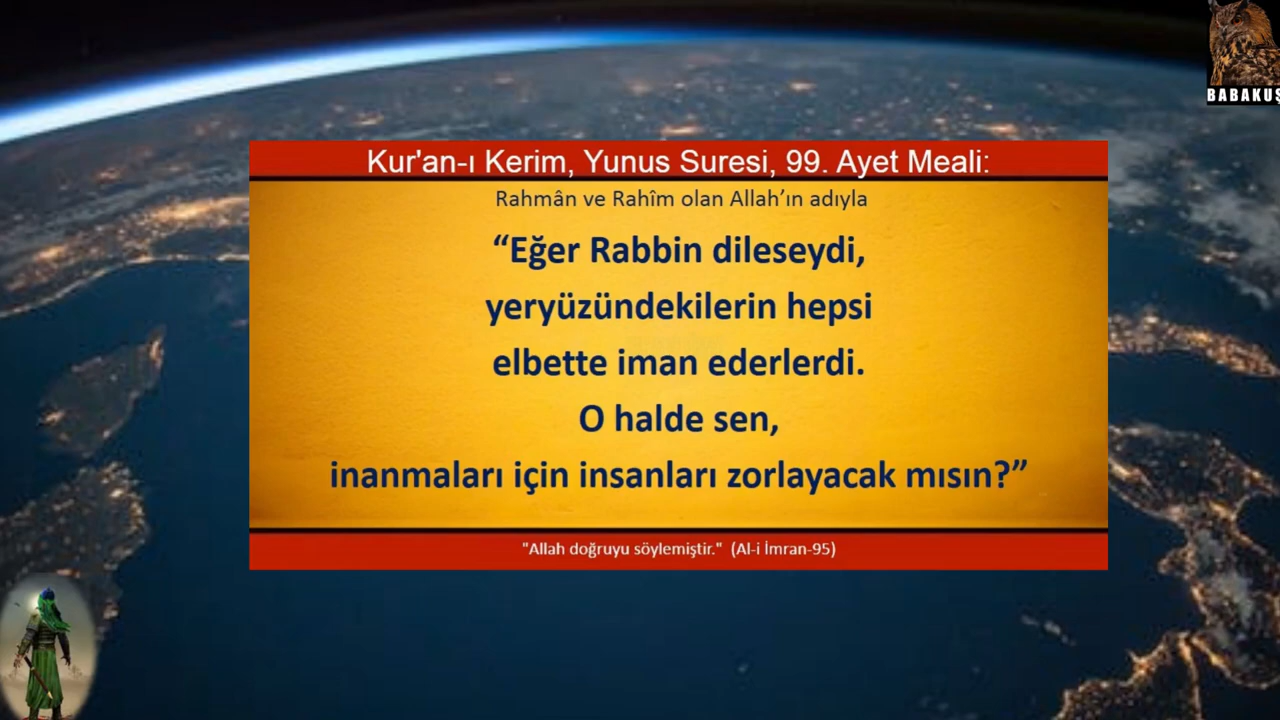 BABAKUŞ
Kur'an-ı Kerim, Yunus Suresi, 99. Ayet Meali:
Rahmân ve Rahîm olan Allah’ın adıyla
“Eğer Rabbin dileseydi,
yeryüzündekilerin hepsi
elbette iman ederlerdi.
O halde sen,
inanmaları için insanları zorlayacak mısın?”
"Allah doğruyu söylemiştir." (Al-i İmran-95)